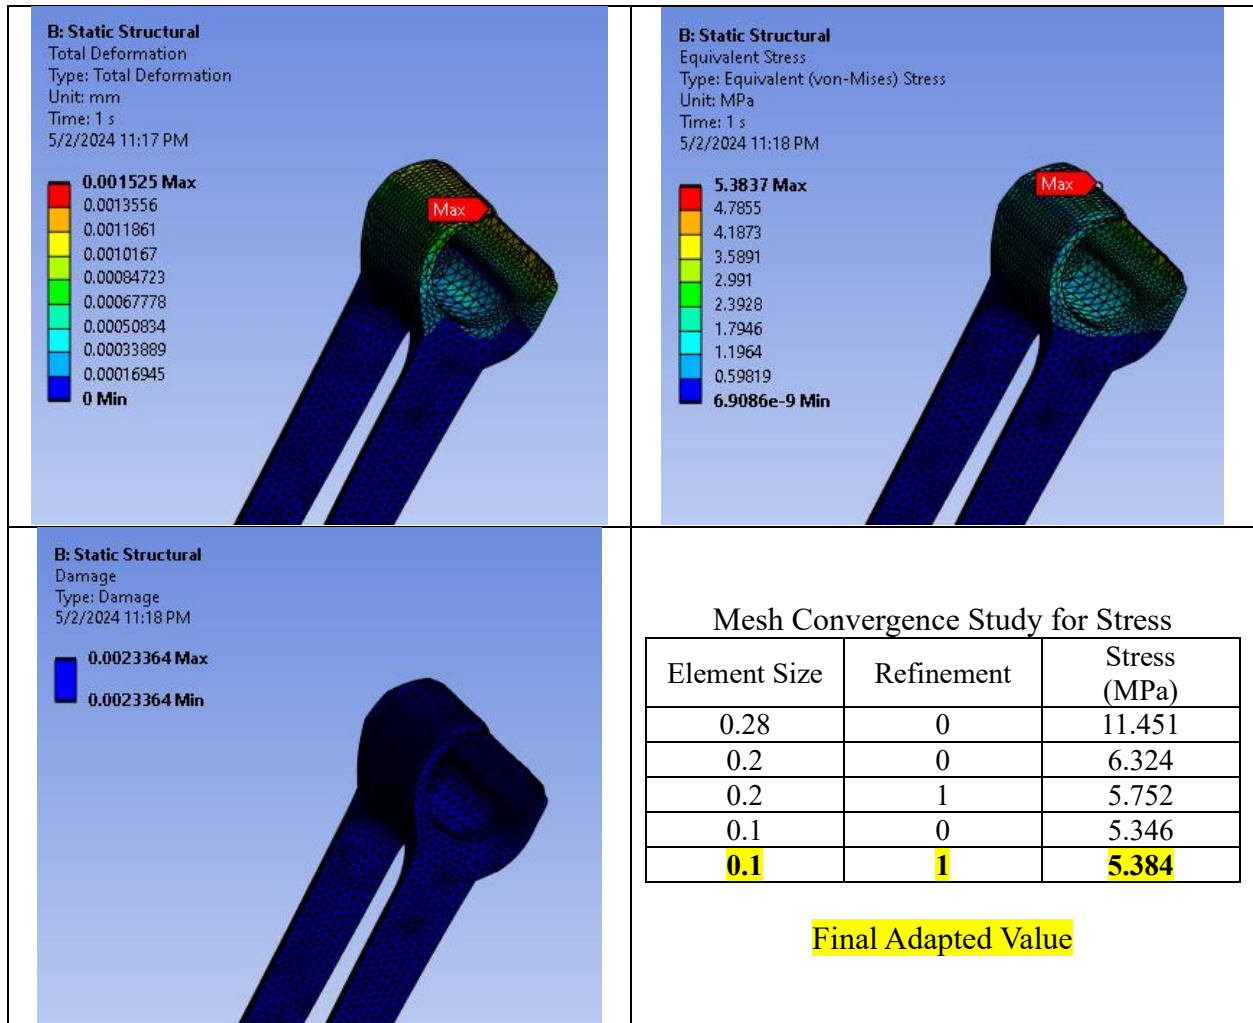 B: Static Structural
Total Deformation
Type: Total Deformation
Unit: mm
Time: 1 s
5/2/2024 11:17 PM
0.001525 Max
0.0013556
0.0011861
0.0010167
0.00084723
0.00067778
0.00050834
0.00033889
0.00016945
0 Min
Max
B: Static Structural
Equivalent Stress
Type: Equivalent (von-Mises) Stress
Unit: MPa
Time: 1 s
5/2/2024 11:18 PM
5.3837 Max
4.7855
4.1873
3.5891
2.991
2.3928
1.7946
1.1964
0.59819
6.9086e-9 Min
Max
B: Static Structural
Damage
Type: Damage
5/2/2024 11:18 PM
0.0023364 Max
0.0023364 Min
Mesh Convergence Study for Stress
Element Size Refinement Stress
(MPa)
0.28 0 11.451
0.2 0 6.324
0.2 1 5.752
0.1 0 5.346
0.1 1 5.384
Final Adapted Value